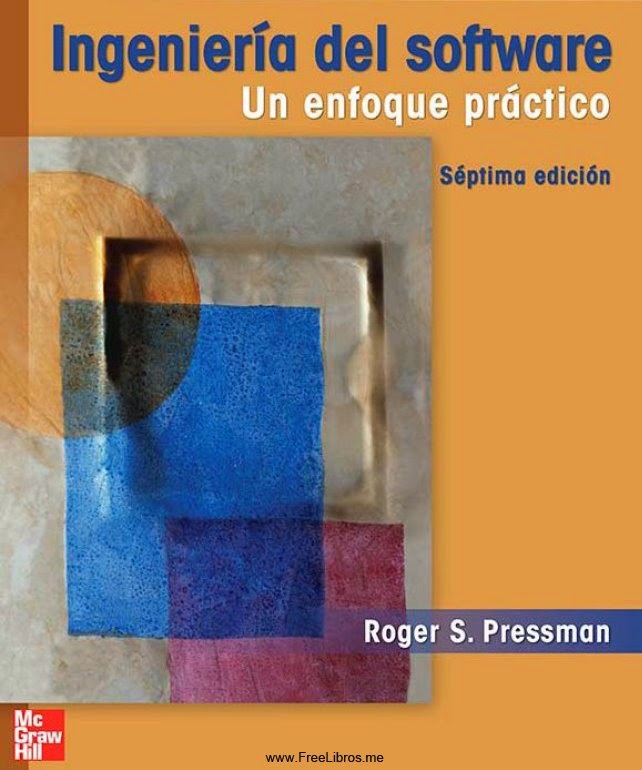 Ingeniería del software
Un enfoque práctico
Séptima edición
Roger S. Pressman
Mc
Graw
Hill
www.FreeLibros.me